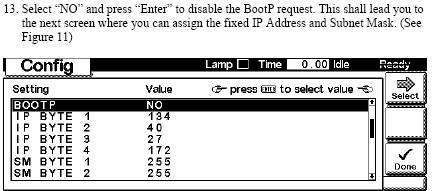 13. Select “NO” and press “Enter” to disable the BootP request. This shall lead you to
the next screen where you can assign the fixed IP Address and Subnet Mask. (See
Figure 11)
Config Lamp Time 0.00 Idle Ready
Setting Value press to select value
Select
BOOTP NO
IP BYTE 1 134
IP BYTE 2 40
IP BYTE 3 27
IP BYTE 4 172
SM BYTE 1 255
SM BYTE 2 255
Done